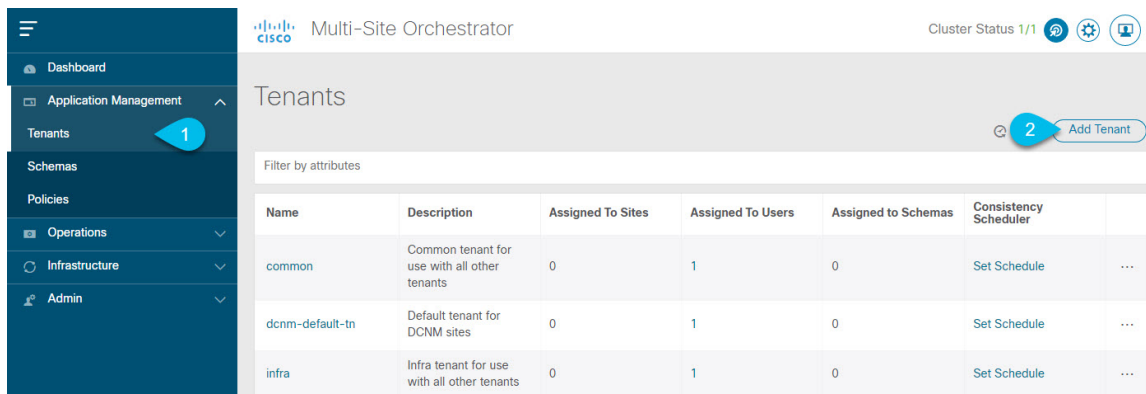 cisco Multi-Site Orchestrator
Cluster Status 1/1
Dashboard
Application Management
Tenants
1
Schemas
Policies
Operations
Infrastructure
Admin
Tenants
2
Add Tenant
Filter by attributes
Name Description Assigned To Sites Assigned To Users Assigned to Schemas Consistency
Scheduler
common
Common tenant for
use with all other
tenants
0 1 0 Set Schedule ...
dcnm-default-tn
Default tenant for
DCNM sites
0 1 0 Set Schedule ...
infra
Infra tenant for use
with all other tenants
0 1 0 Set Schedule ...